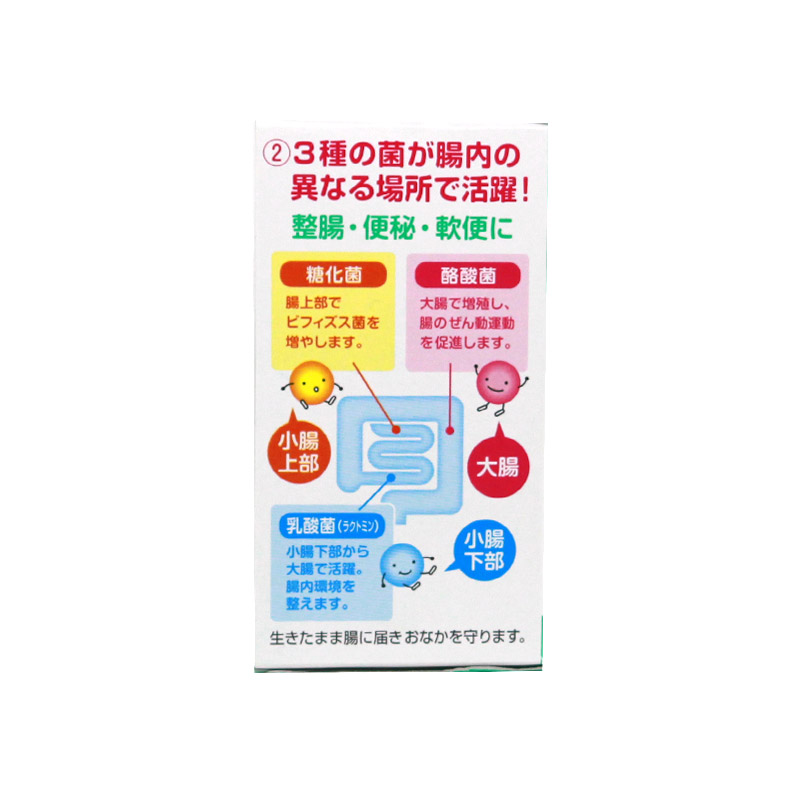 ②3種の菌が腸内の
異なる場所で活躍!
整腸・便秘・軟便に
糖化菌
腸上部で
ビフィズス菌を
増やします。
酪酸菌
大腸で増殖し、
腸のぜん動運動
を促進します。
小腸
上部
大腸
乳酸菌(ラクトミン)
小腸下部から
大腸で活躍。
腸内環境を
整えます。
小腸
下部
生きたまま腸に届きおなかを守ります。